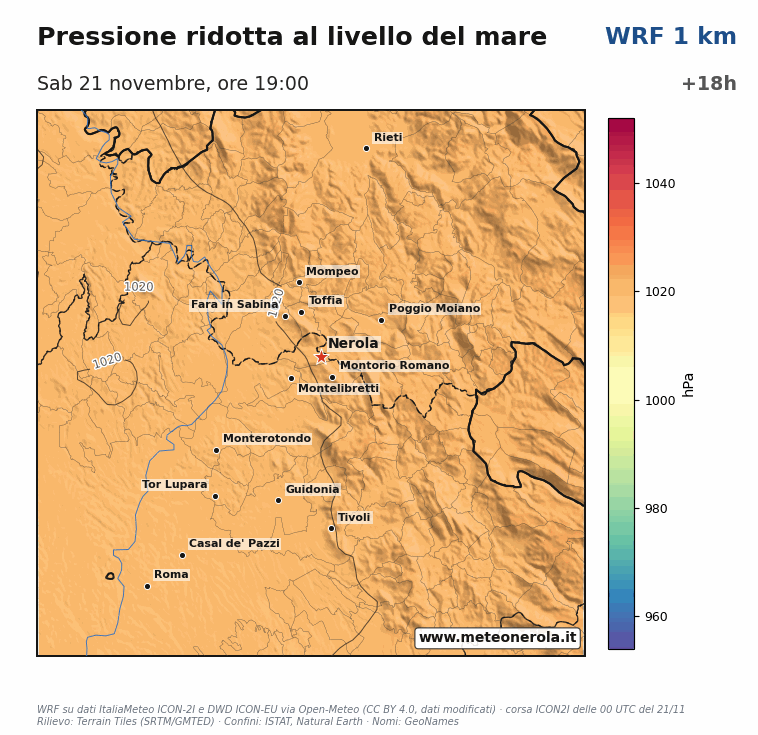 Pressione ridotta al livello del mare
WRF 1 km
Sab 21 novembre, ore 19:00
+18h
Rieti
Mompeo
1020
Fara in Sabina
1020
Toffia
Poggio Moiano
Nerola
1020
Montorio Romano
Montelibretti
Monterotondo
Tor Lupara
Guidonia
Tivoli
Casal de' Pazzi
Roma
www.meteonerola.it
1040
1020
1000
980
960
hPa
WRF su dati ItaliaMeteo ICON-2I e DWD ICON-EU via Open-Meteo (CC BY 4.0, dati modificati) · corsa ICON2I delle 00 UTC del 21/11
Rilievo: Terrain Tiles (SRTM/GMTED) · Confini: ISTAT, Natural Earth · Nomi: GeoNames